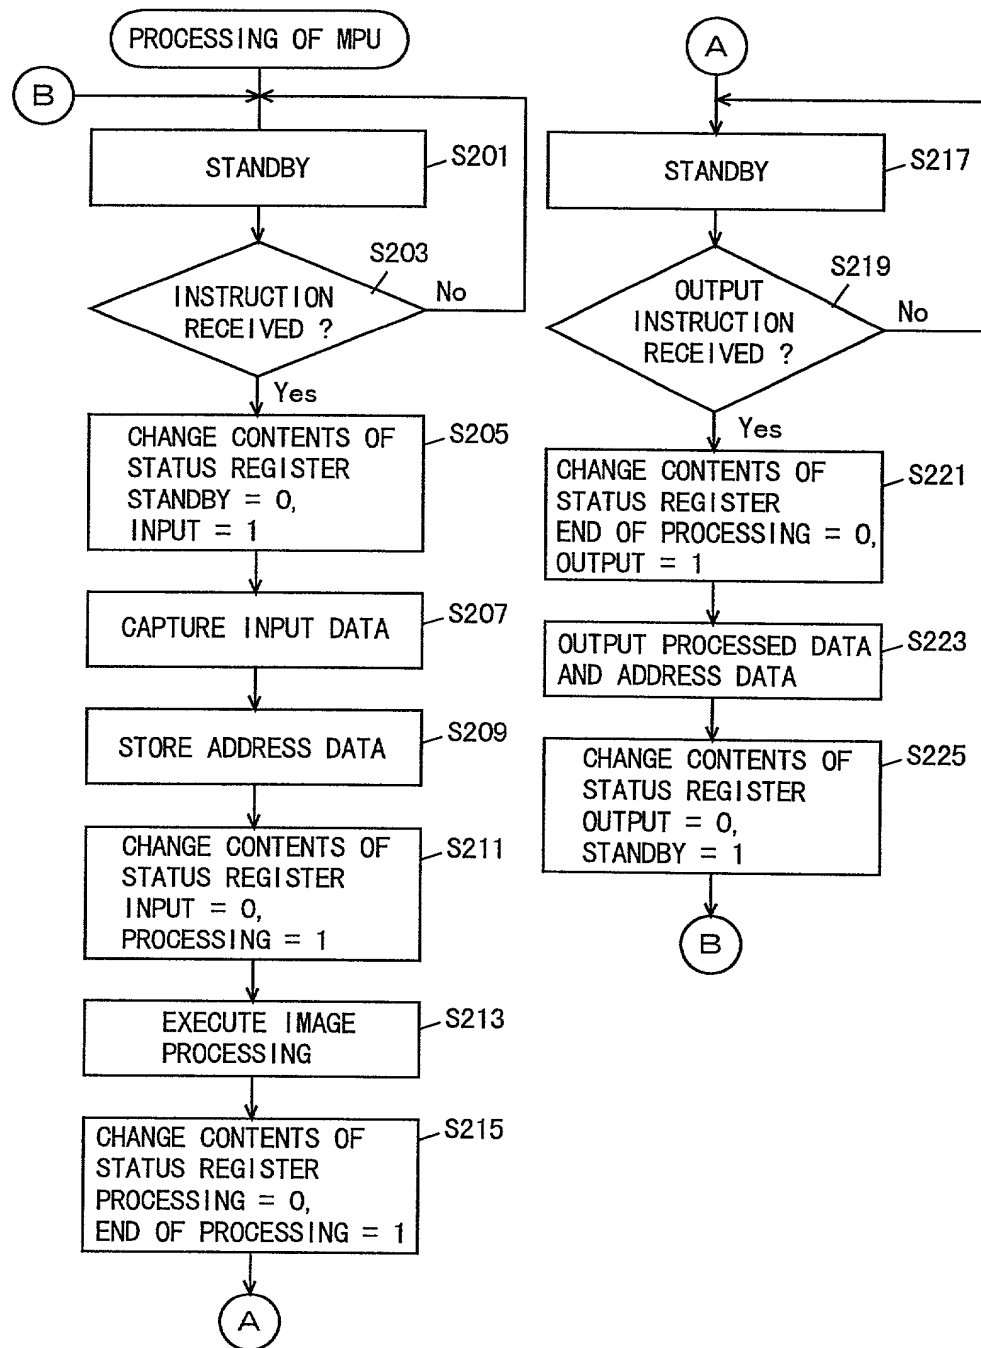 PROCESSING OF MPU
B
STANDBY
S201
S203
INSTRUCTION
RECEIVED ?
No
Yes
CHANGE CONTENTS OF
STATUS REGISTER
STANDBY = 0,
INPUT = 1
S205
CAPTURE INPUT DATA
S207
STORE ADDRESS DATA
S209
CHANGE CONTENTS OF
STATUS REGISTER
INPUT = 0,
PROCESSING = 1
S211
EXECUTE IMAGE
PROCESSING
S213
CHANGE CONTENTS OF
STATUS REGISTER
PROCESSING = 0,
END OF PROCESSING = 1
S215
A
A
STANDBY
S217
S219
OUTPUT
INSTRUCTION
RECEIVED ?
No
Yes
CHANGE CONTENTS OF
STATUS REGISTER
END OF PROCESSING = 0,
OUTPUT = 1
S221
OUTPUT PROCESSED DATA
AND ADDRESS DATA
S223
CHANGE CONTENTS OF
STATUS REGISTER
OUTPUT = 0,
STANDBY = 1
S225
B